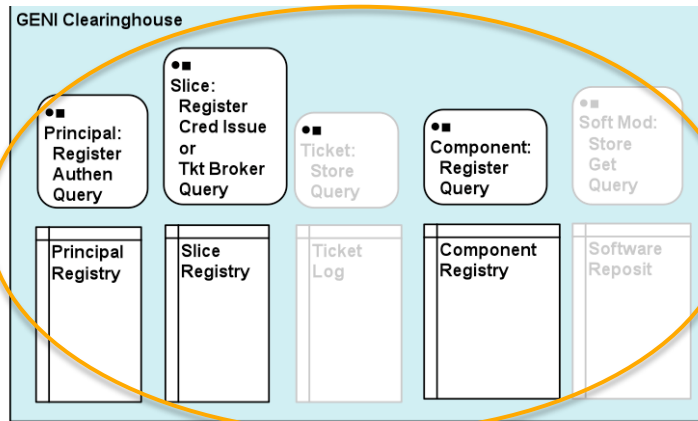 GENI Clearinghouse
Principal:
Register
Authen
Query
Slice:
Register
Cred Issue
or
Tkt Broker
Query
Ticket:
Store
Query
Component:
Register
Query
Soft Mod:
Store
Get
Query
Principal
Registry
Slice
Registry
Ticket
Log
Component
Registry
Software
Reposit